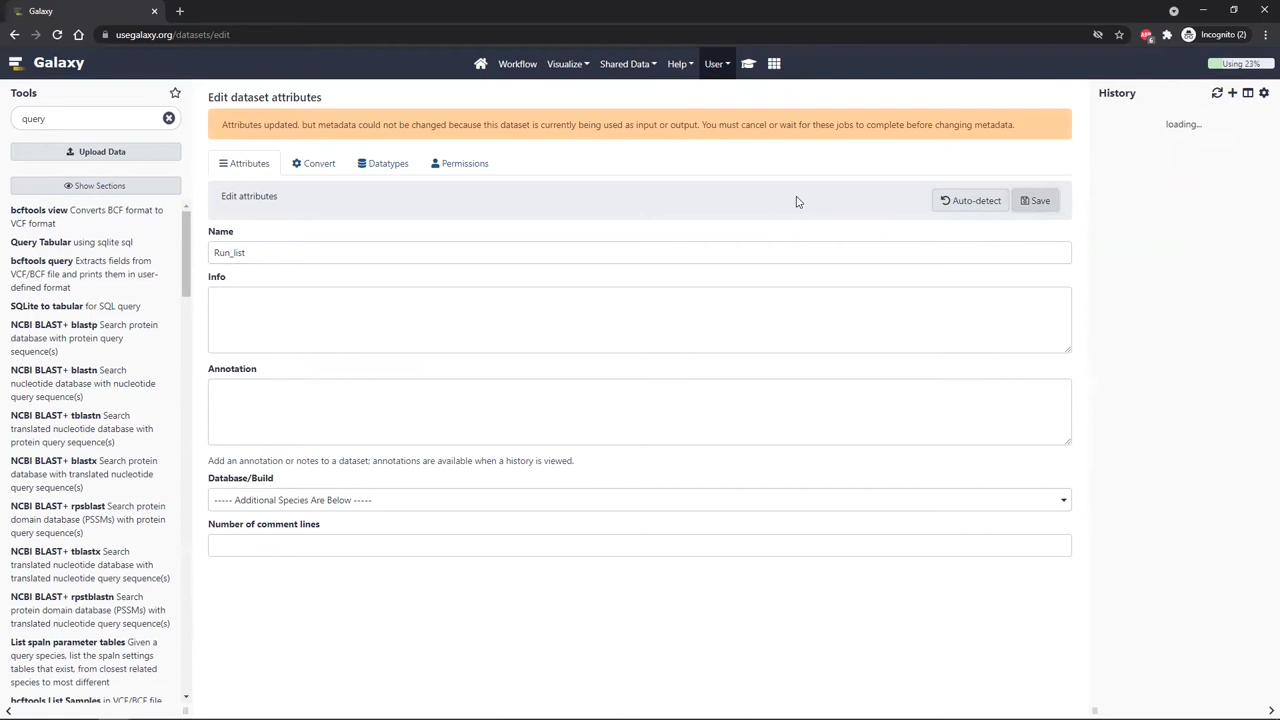 Galaxy
usegalaxy.org/datasets/edit
Incognito (2)
Galaxy
Workflow
Visualize
Shared Data
Help
User
Using 23%
Tools
query
Upload Data
Show Sections
bcftools view Converts BCF format to
VCF format
Query Tabular using sqlite sql
bcftools query Extracts fields from
VCF/BCF file and prints them in user-
defined format
SQLite to tabular for SQL query
NCBI BLAST+ blastp Search protein
database with protein query
sequence(s)
NCBI BLAST+ blastn Search
nucleotide database with nucleotide
query sequence(s)
NCBI BLAST+ tblastn Search
translated nucleotide database with
protein query sequence(s)
NCBI BLAST+ blastx Search protein
database with translated nucleotide
query sequence(s)
NCBI BLAST+ rpsblast Search protein
domain database (PSSMs) with protein
query sequence(s)
NCBI BLAST+ tblastx Search
translated nucleotide database with
translated nucleotide query sequence(s)
NCBI BLAST+ rpstblastn Search
protein domain database (PSSMs) with
translated nucleotide query sequence(s)
List spaln parameter tables Given a
query species, list the spaln settings
tables that exist, from closest related
species to most different
bcftools List Samples in VCF/BCF file
Edit dataset attributes
Attributes updated, but metadata could not be changed because this dataset is currently being used as input or output. You must cancel or wait for these jobs to complete before changing metadata.
Attributes
Convert
Datatypes
Permissions
Edit attributes
Auto-detect
Save
Name
Run_list
Info
Annotation
Add an annotation or notes to a dataset; annotations are available when a history is viewed.
Database/Build
----- Additional Species Are Below -----
Number of comment lines
History
loading...